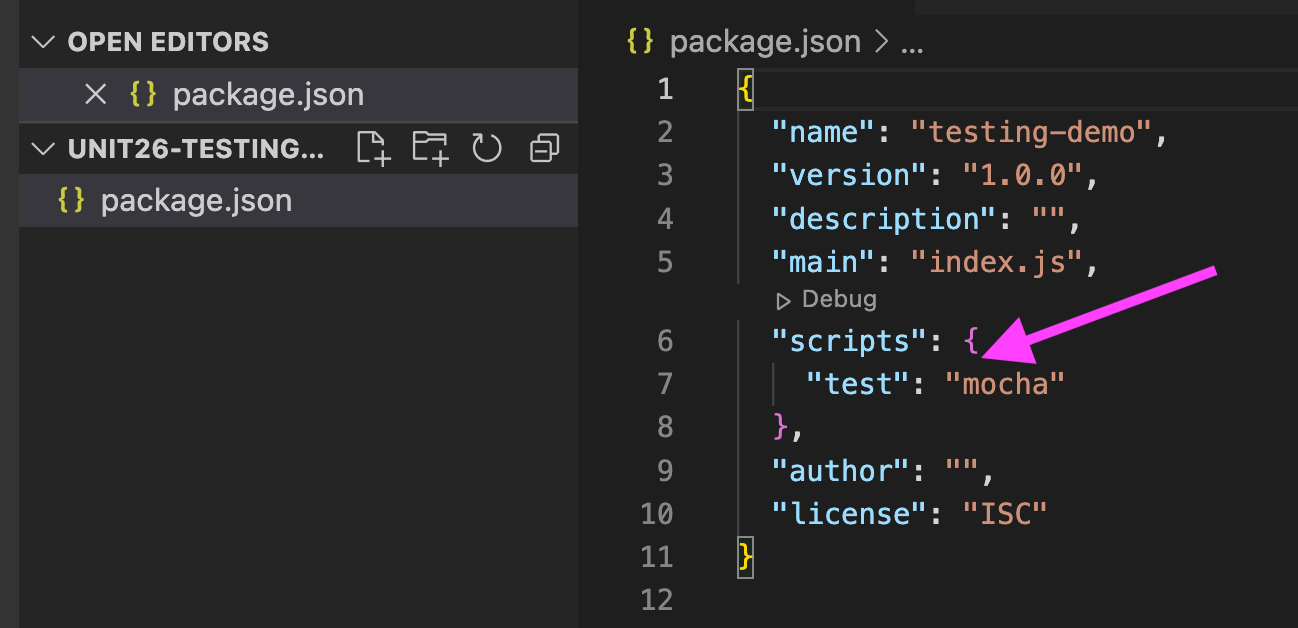 OPEN EDITORS
{} package.json
UNIT26-TESTING...
{} package.json
{} package.json > ...
1 {
2 "name": "testing-demo",
3 "version": "1.0.0",
4 "description": "",
5 "main": "index.js",
Debug
6 "scripts": {
7 "test": "mocha"
8 },
9 "author": "",
10 "license": "ISC"
11 }
12